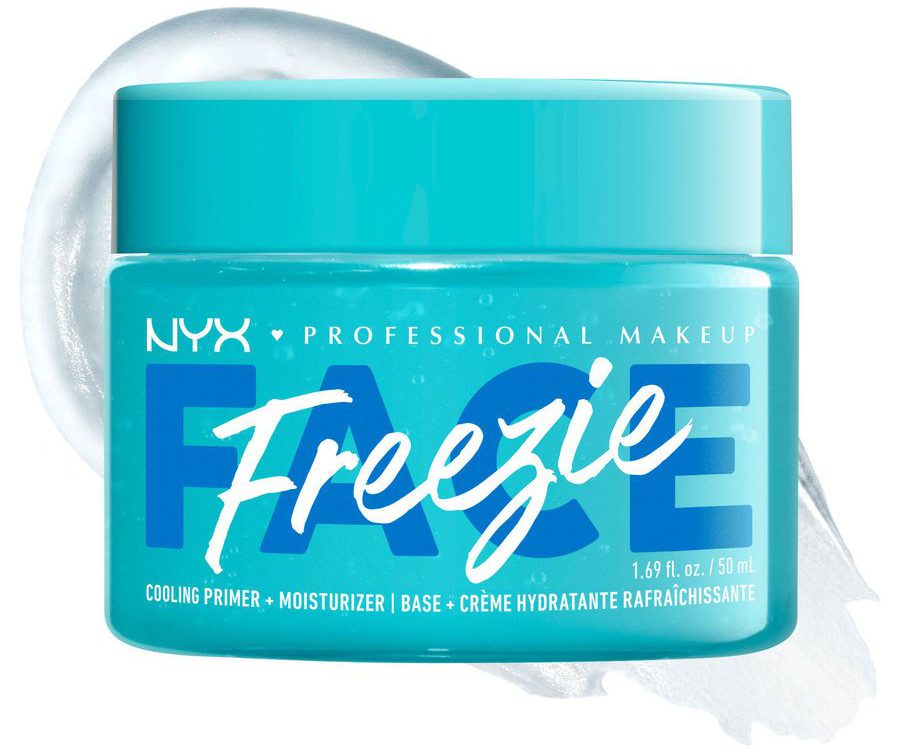 NYX ♥ PROFESSIONAL MAKEUP
FACE
Freezie
1.69 fl. oz. / 50 mL
COOLING PRIMER + MOISTURIZER | BASE + CRÈME HYDRATANTE RAFRAÎCHISSANTE